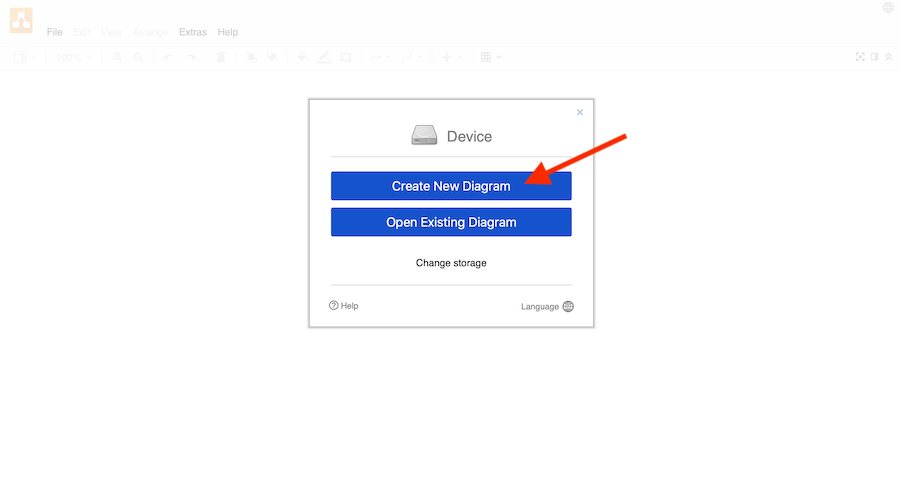 File Edit View Arrange Extras Help
100%
Device
Create New Diagram
Open Existing Diagram
Change storage
Help
Language